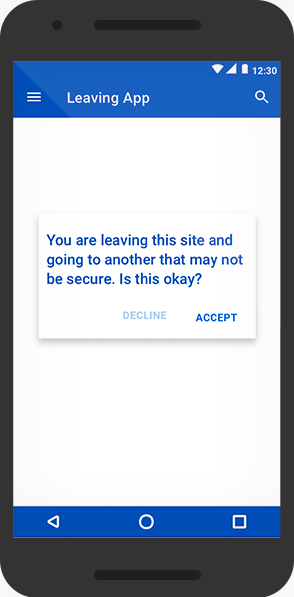 12:30
Leaving App
You are leaving this site and
going to another that may not
be secure. Is this okay?
DECLINE ACCEPT